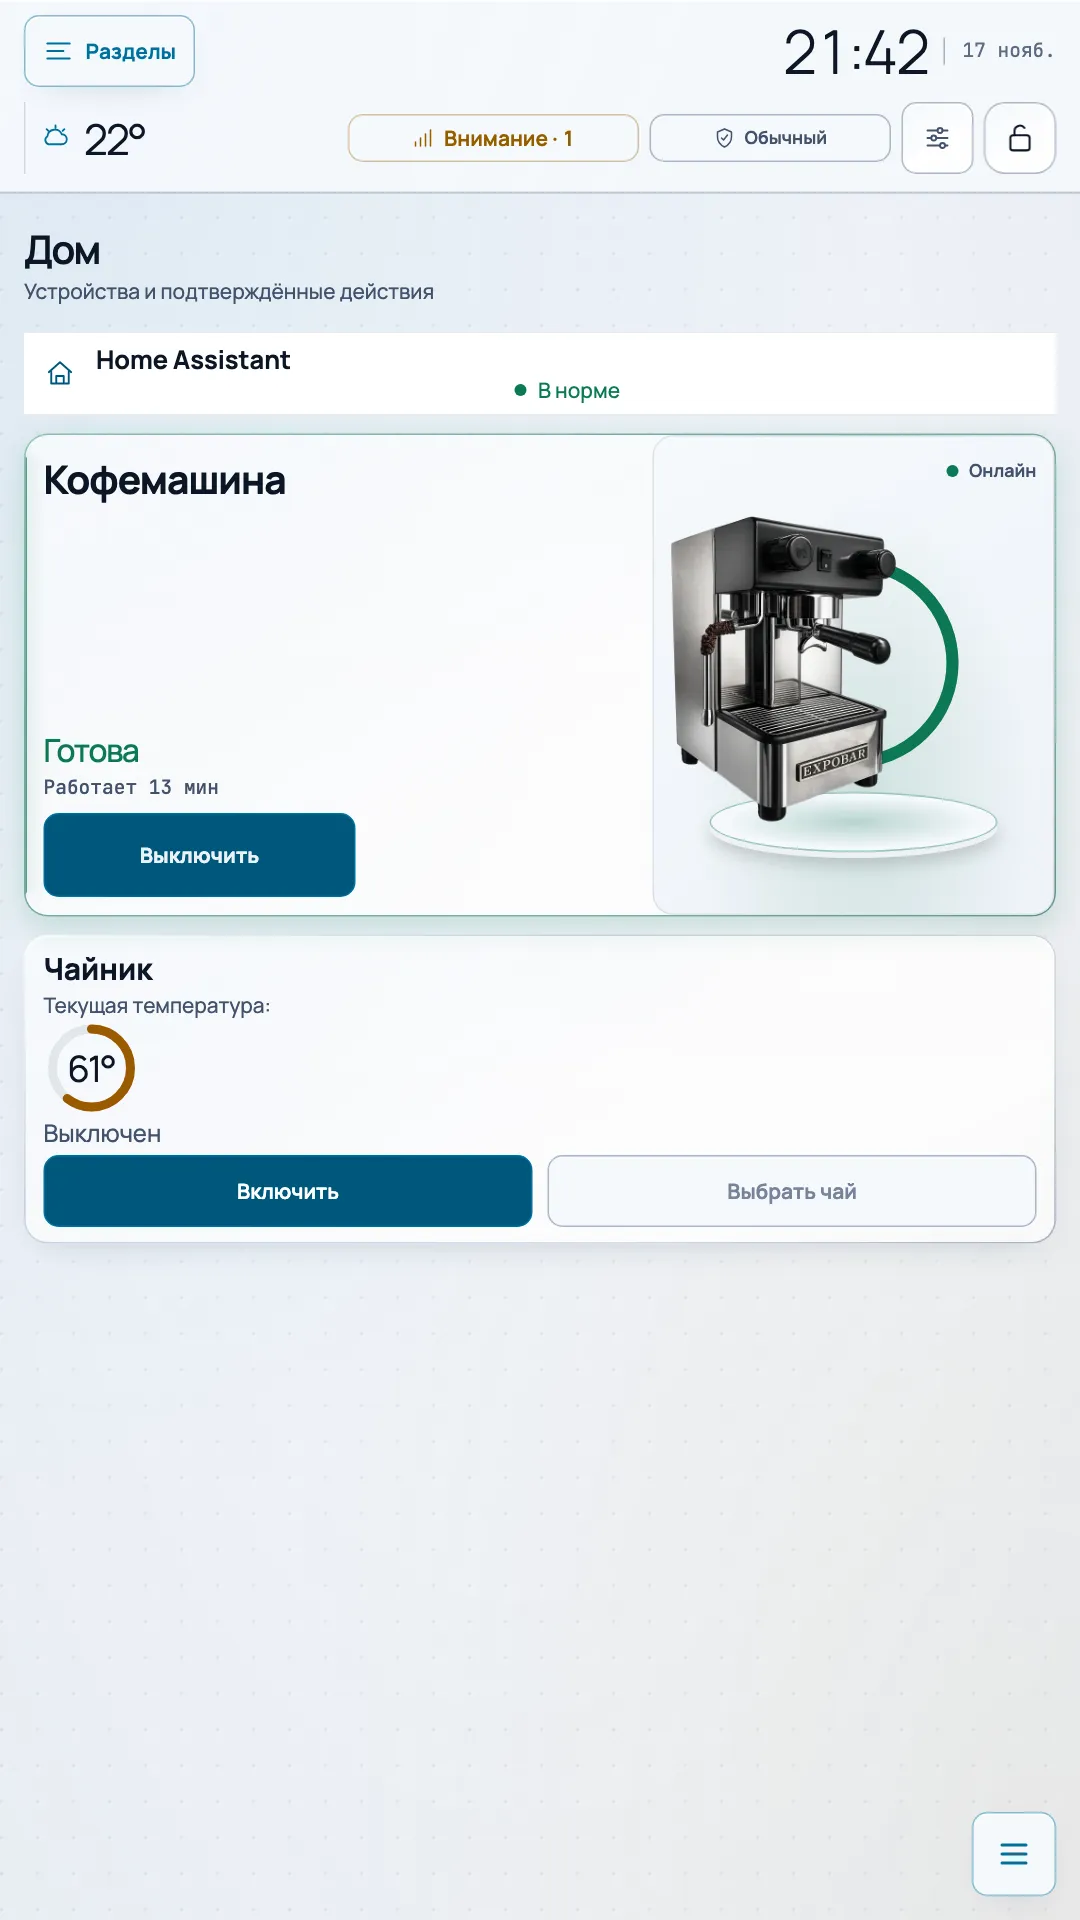 Разделы
21:42
17 нояб.
22°
Внимание · 1
Обычный
Дом
Устройства и подтверждённые действия
Home Assistant
В норме
Кофемашина
Онлайн
EXPOBAR
Готова
Работает 13 мин
Выключить
Чайник
Текущая температура:
61°
Выключен
Включить
Выбрать чай